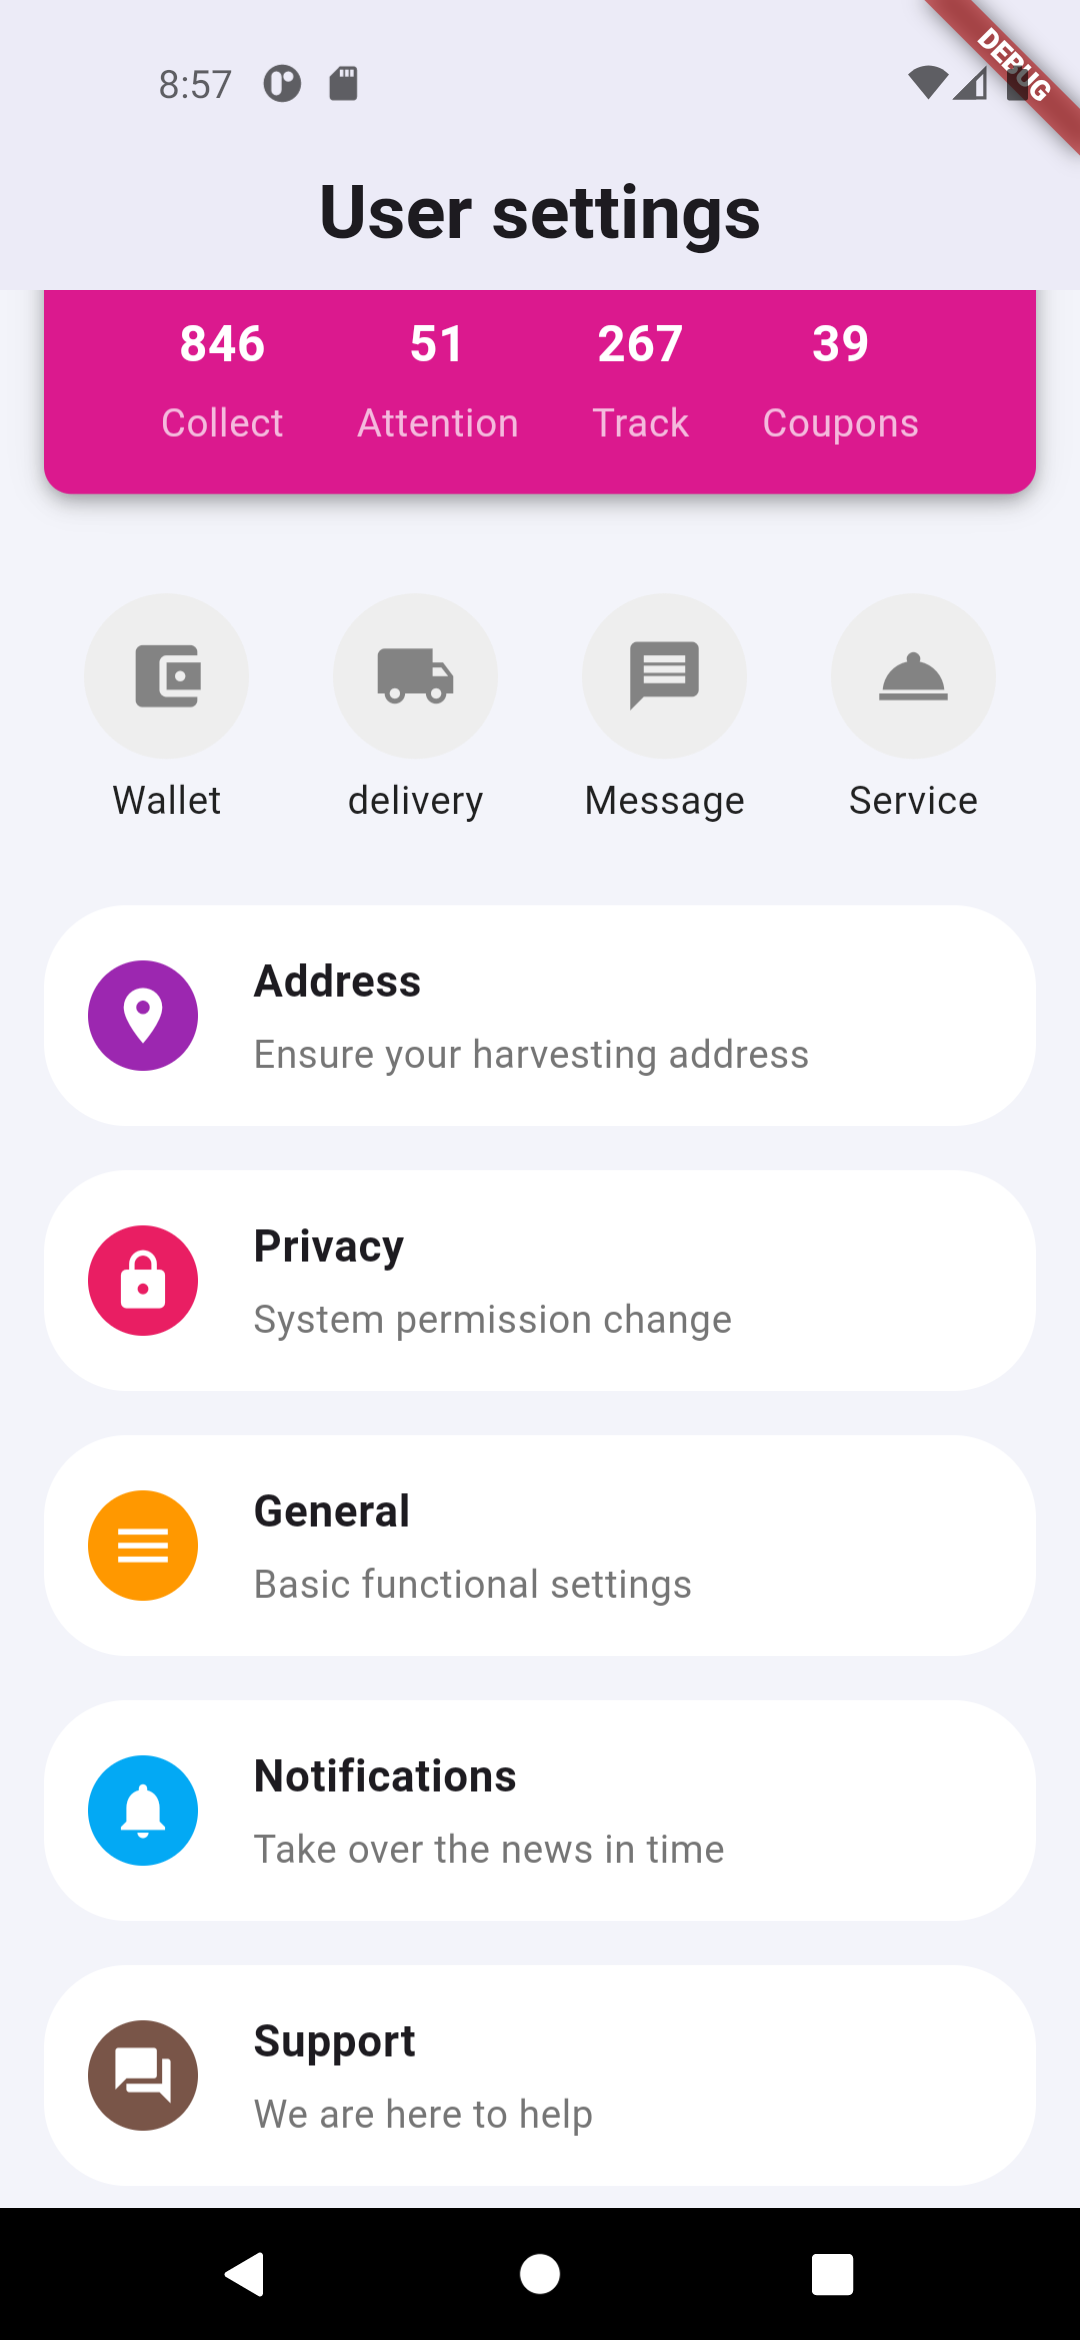 8:57
DEBUG
User settings
846 51 267 39
Collect Attention Track Coupons
Wallet delivery Message Service
Address
Ensure your harvesting address
Privacy
System permission change
General
Basic functional settings
Notifications
Take over the news in time
Support
We are here to help